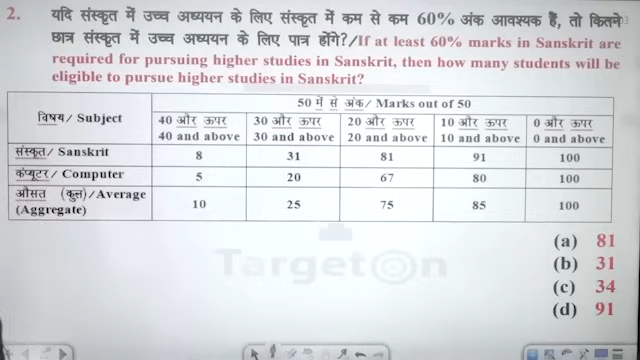 2. यदि संस्कृत में उच्च अध्ययन के लिए संस्कृत में कम से कम 60% अंक आवश्यक हैं, तो कितने
छात्र संस्कृत में उच्च अध्ययन के लिए पात्र होंगे?/If at least 60% marks in Sanskrit are
required for pursuing higher studies in Sanskrit, then how many students will be
eligible to pursue higher studies in Sanskrit?
विषय/ Subject
50 में से अंक/ Marks out of 50
40 और ऊपर 30 और ऊपर 20 और ऊपर 10 और ऊपर 0 और ऊपर
40 and above 30 and above 20 and above 10 and above 0 and above
संस्कृत/ Sanskrit 8 31 81 91 100
कंप्यूटर/ Computer 5 20 67 80 100
औसत (कुल)/Average
(Aggregate) 10 25 75 85 100
(a) 81
(b) 31
(c) 34
(d) 91
Target On